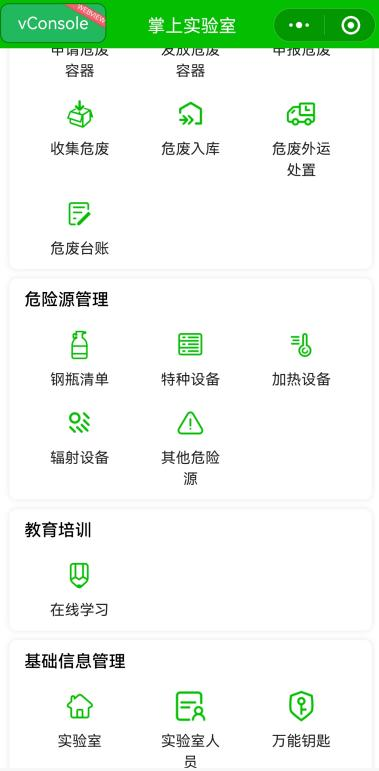 vConsole
WEBVIEW
掌上实验室
申请危废
容器
发放危废
容器
申报危废
收集危废
危废入库
危废外运
处置
危废台账
危险源管理
钢瓶清单
特种设备
加热设备
辐射设备
其他危险
源
教育培训
在线学习
基础信息管理
实验室
实验室人
员
万能钥匙